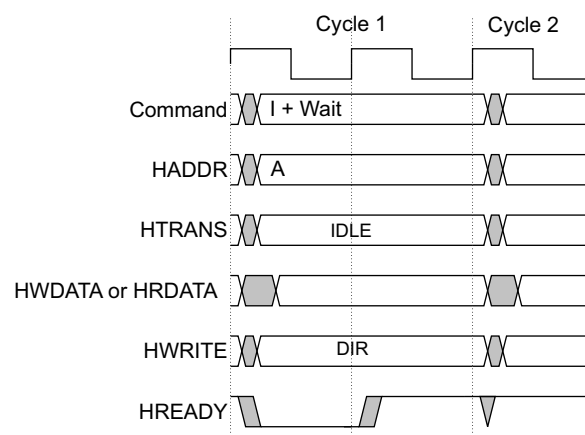 Cycle 1 Cycle 2
Command I + Wait
HADDR A
HTRANS IDLE
HWDATA or HRDATA
HWRITE DIR
HREADY